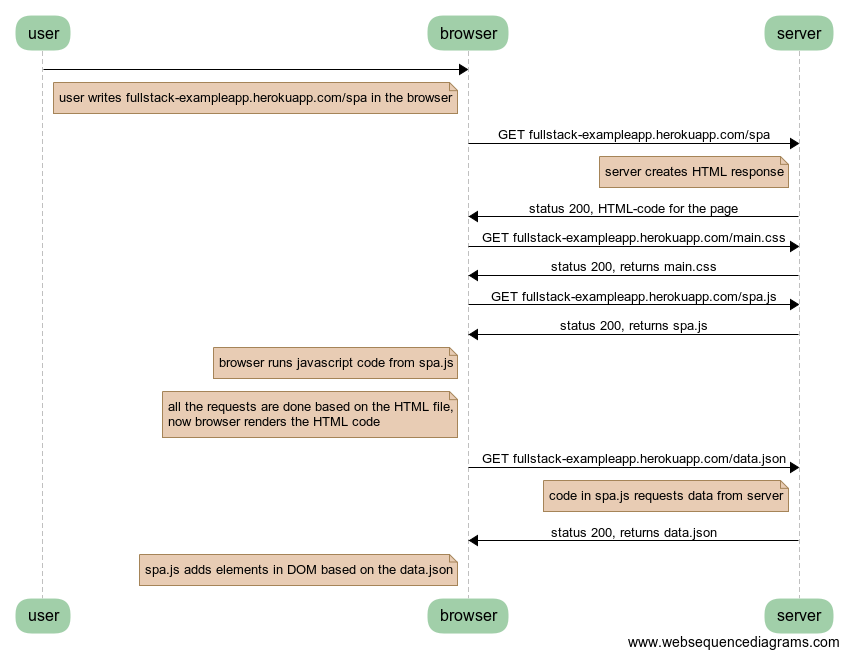 user browser server
user writes fullstack-exampleapp.herokuapp.com/spa in the browser
GET fullstack-exampleapp.herokuapp.com/spa
server creates HTML response
status 200, HTML-code for the page
GET fullstack-exampleapp.herokuapp.com/main.css
status 200, returns main.css
GET fullstack-exampleapp.herokuapp.com/spa.js
status 200, returns spa.js
browser runs javascript code from spa.js
all the requests are done based on the HTML file,
now browser renders the HTML code
GET fullstack-exampleapp.herokuapp.com/data.json
code in spa.js requests data from server
status 200, returns data.json
spa.js adds elements in DOM based on the data.json
user browser server
www.websequencediagrams.com